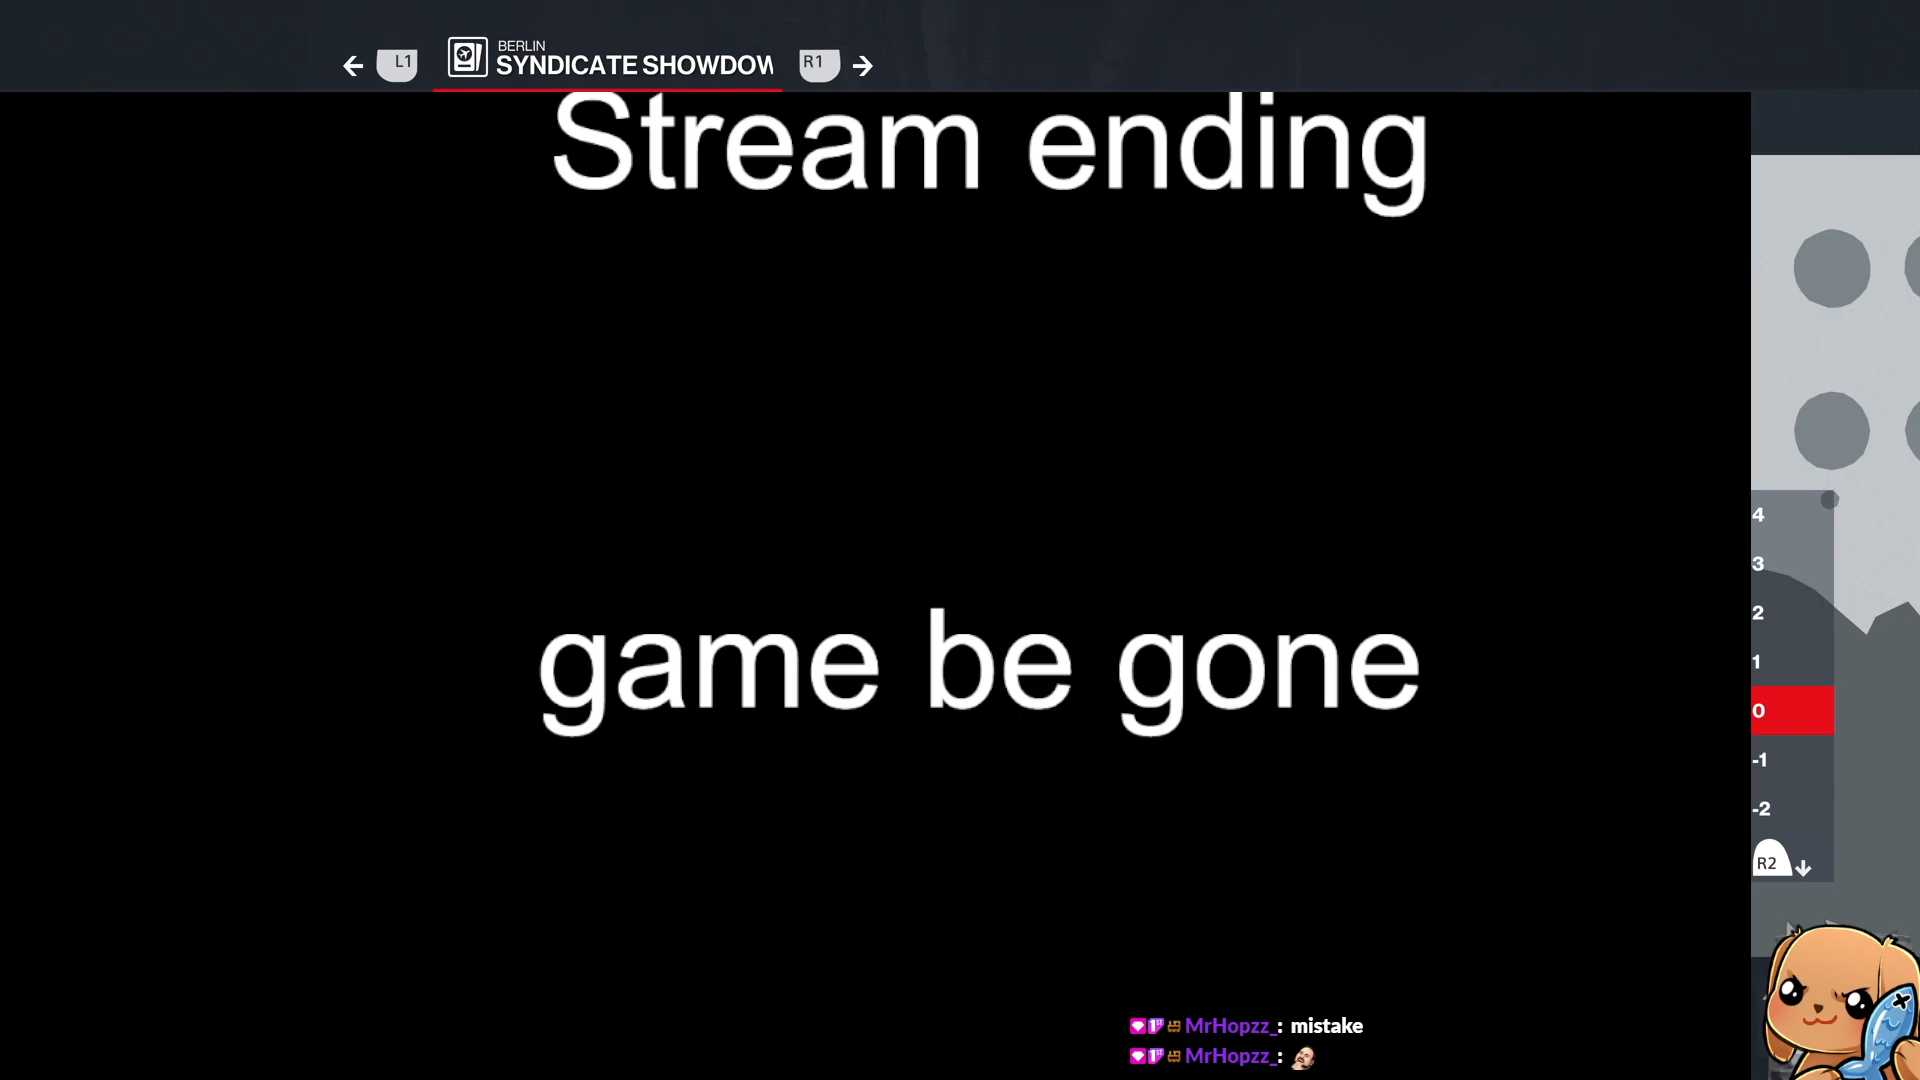 BERLIN
L1 SYNDICATE SHOWDOW R1
Stream ending
game be gone
4
3
2
1
0
-1
-2
R2
MrHopzz_: mistake
MrHopzz_: